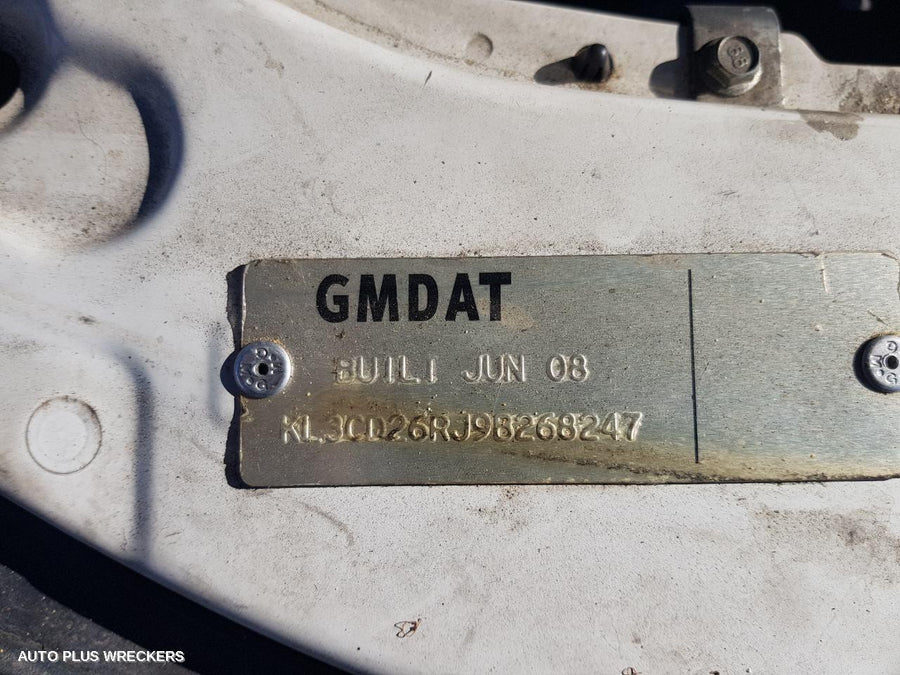 GMDAT
BUILT JUN 08
KL3CD26RJ9B268247
AUTO PLUS WRECKERS